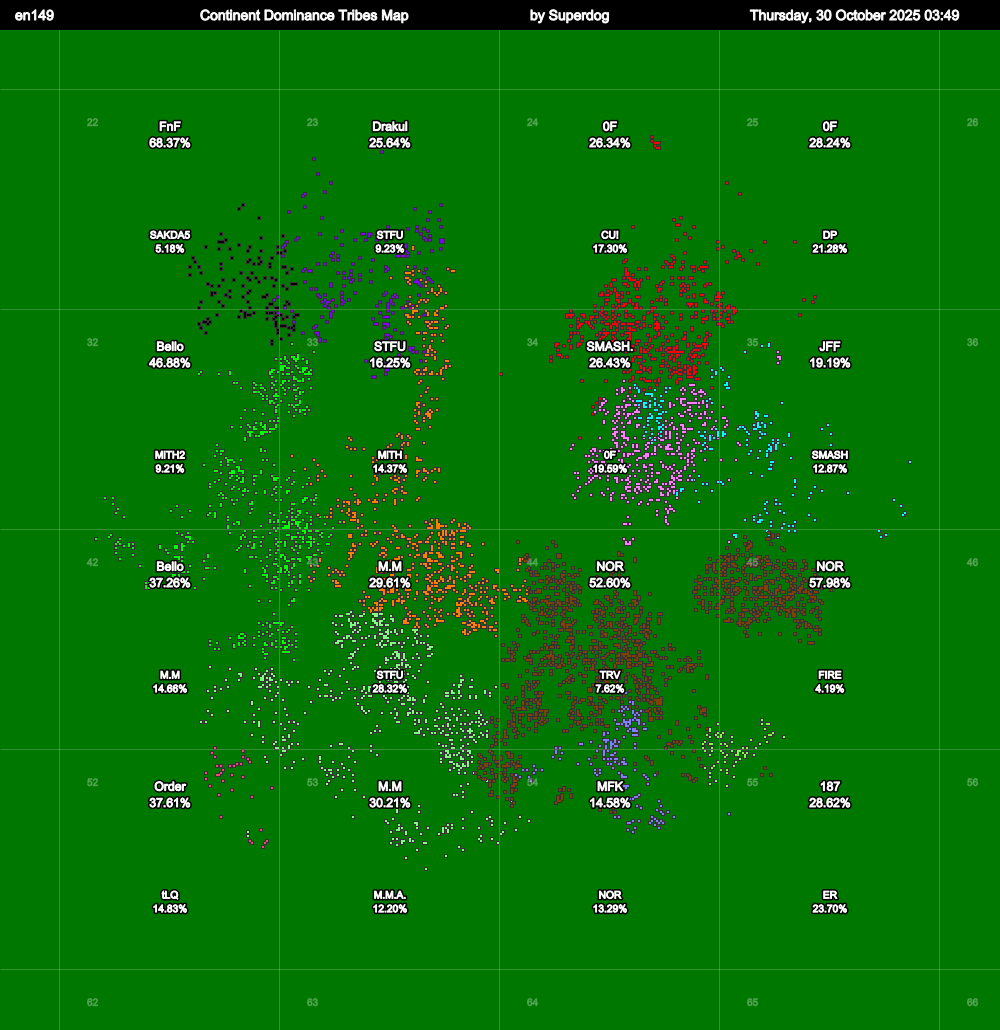 en149 Continent Dominance Tribes Map by Superdog Thursday, 30 October 2025 03:49
22 23 24 25 26
FnF Drakul 0F 0F
68.37% 25.64% 26.34% 28.24%
SAKDA5 STFU CUI DP
5.18% 9.23% 17.30% 21.28%
32 33 34 35 36
Bello STFU SMASH. JFF
46.88% 16.25% 26.43% 19.19%
MITH2 MITH 0F SMASH
9.21% 14.37% 19.59% 12.87%
42 43 44 45 46
Bello M.M NOR NOR
37.26% 29.61% 52.60% 57.98%
M.M STFU TRV FIRE
14.66% 28.32% 7.62% 4.19%
52 53 54 55 56
Order M.M MFK 187
37.61% 30.21% 14.58% 28.62%
tLQ M.M.A. NOR ER
14.83% 12.20% 13.29% 23.70%
62 63 64 65 66